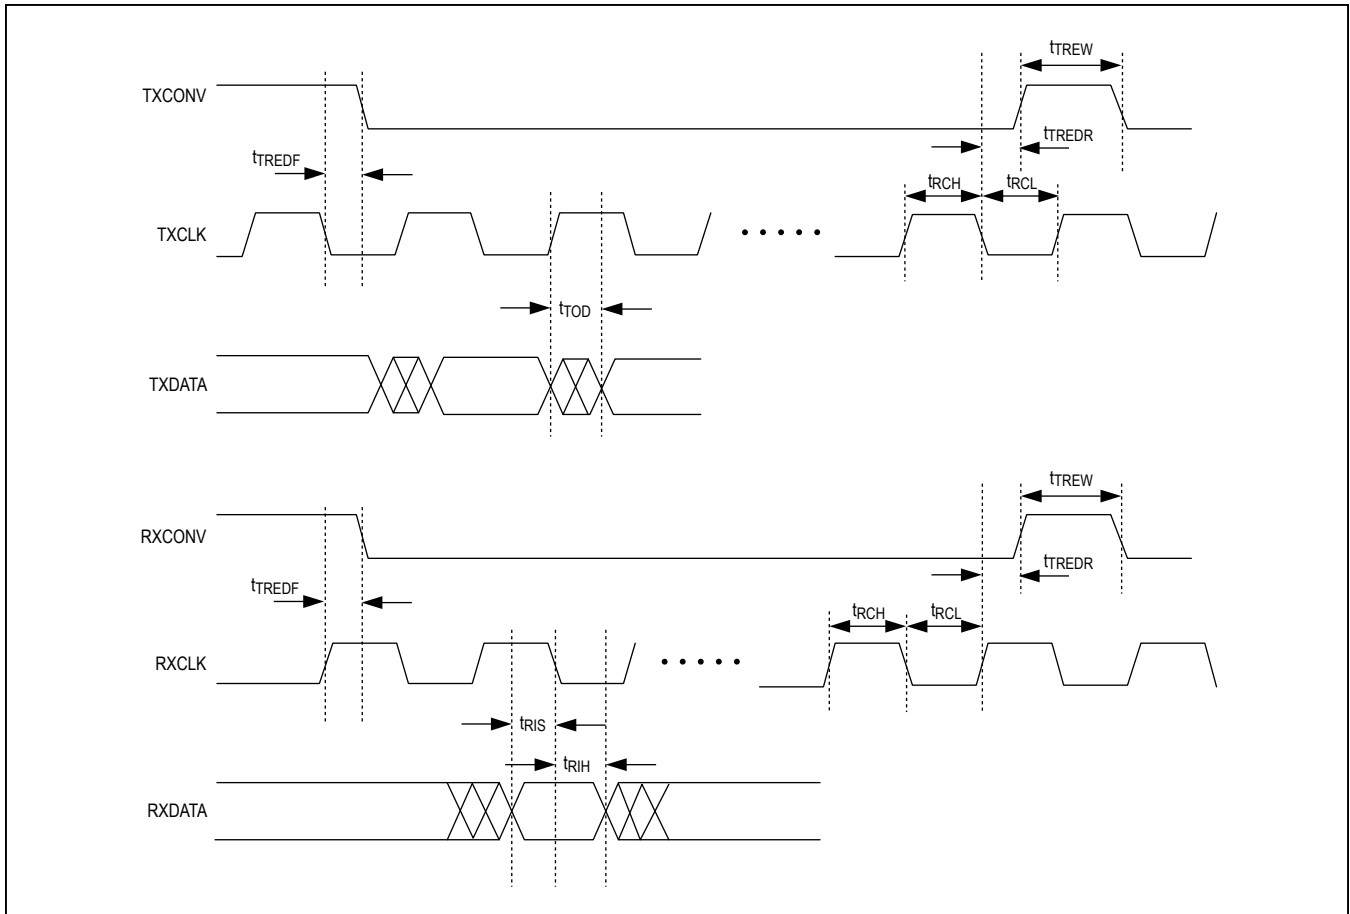 tTREW
TXCONV
tTREDR
tTREDF
tRCH
tRCL
TXCLK
tTOD
TXDATA
tTREW
RXCONV
tTREDR
tTREDF
tRCH
tRCL
RXCLK
tRIS
tRIH
RXDATA